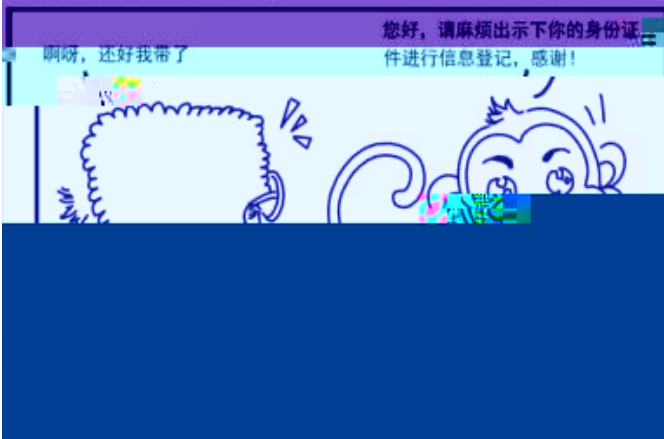 您好，请麻烦出示下你的身份证
件进行信息登记，感谢！
啊呀，还好我带了